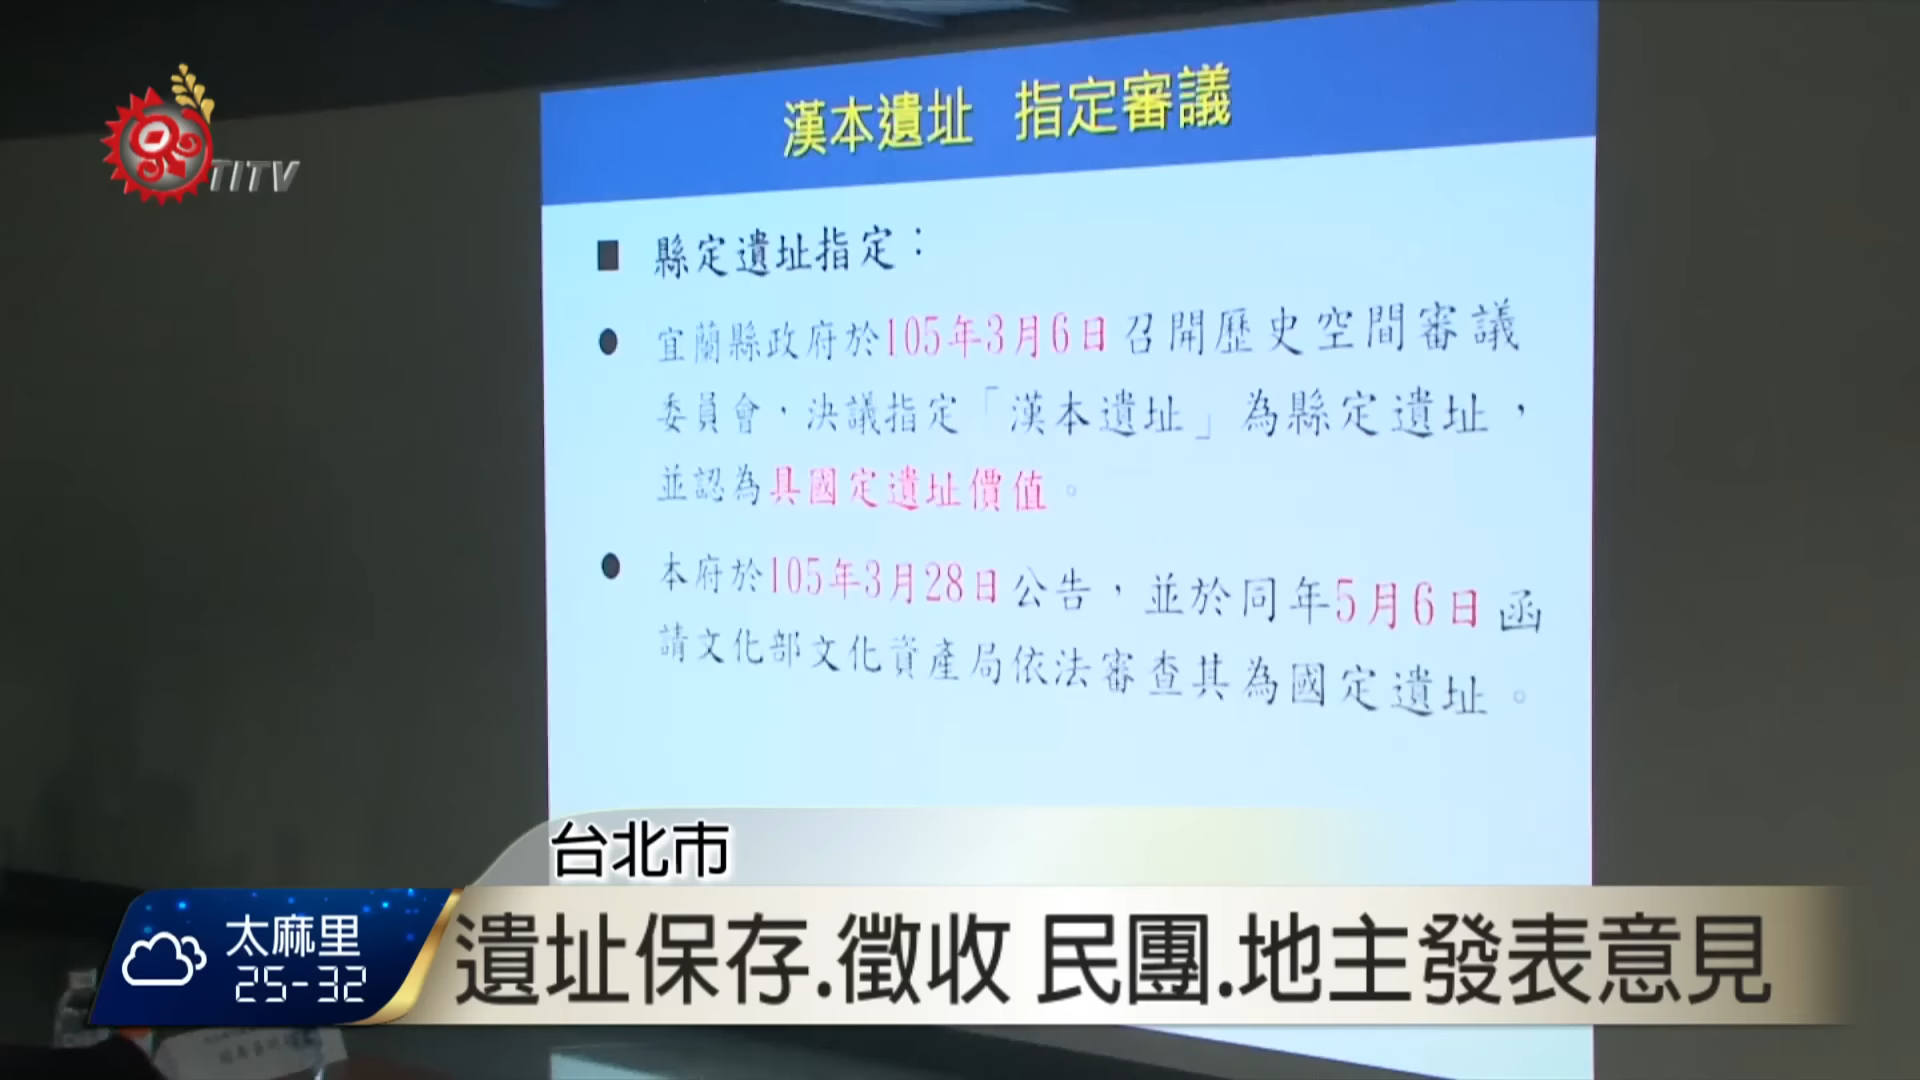 漢本遺址 指定審議
TITV
■ 縣定遺址指定：
● 宜蘭縣政府於105年3月6日召開歷史空間審議
委員會，決議指定「漢本遺址」為縣定遺址，
並認為具國定遺址價值。
● 本府於105年3月28日公告，並於同年5月6日函
請文化部文化資產局依法審查其為國定遺址。
台北市
太麻里
25-32
遺址保存.徵收 民團.地主發表意見